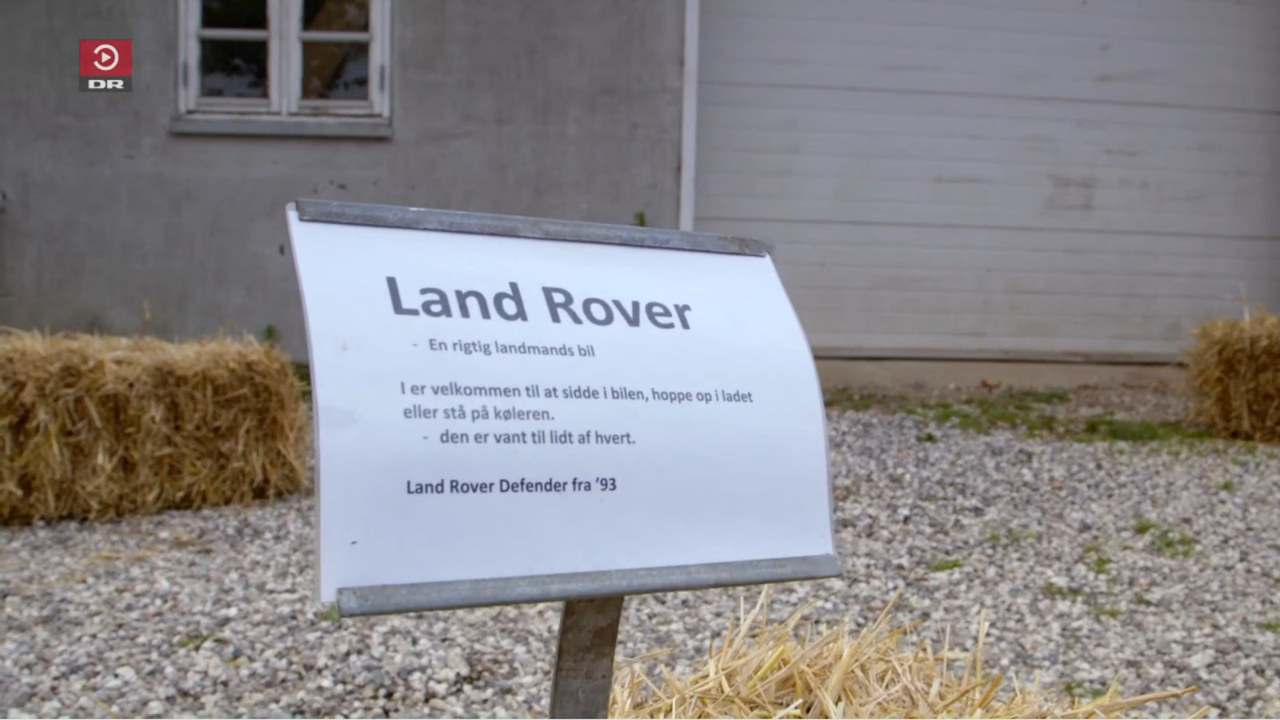 DR
Land Rover
- En rigtig landmands bil
I er velkommen til at sidde i bilen, hoppe op i ladet
eller stå på køleren.
- den er vant til lidt af hvert.
Land Rover Defender fra '93